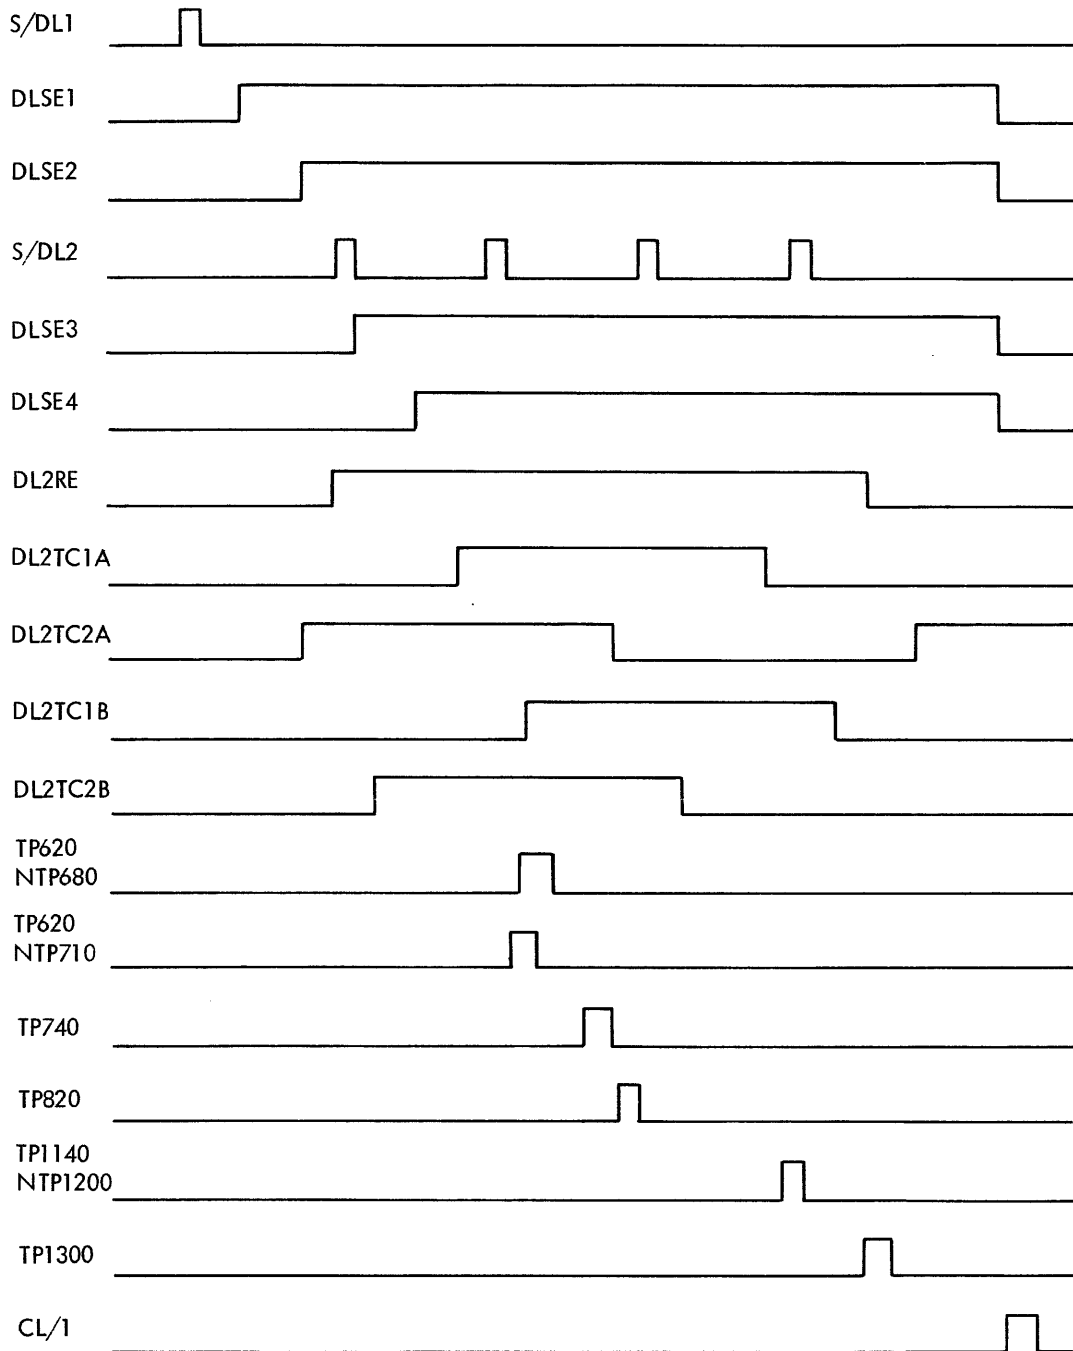 S/DL1
DLSE1
DLSE2
S/DL2
DLSE3
DLSE4
DL2RE
DL2TC1A
DL2TC2A
DL2TC1B
DL2TC2B
TP620
NTP680
TP620
NTP710
TP740
TP820
TP1140
NTP1200
TP1300
CL/1